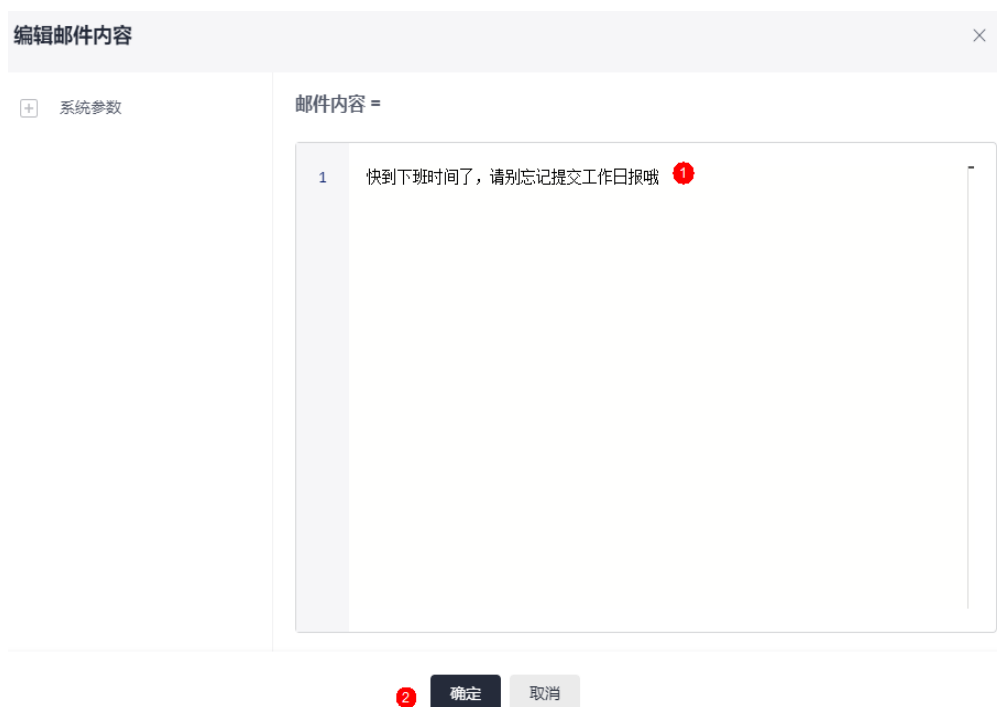 编辑邮件内容
系统参数
邮件内容 =
1 快到下班时间了，请别忘记提交工作日报哦 1
2 确定 取消